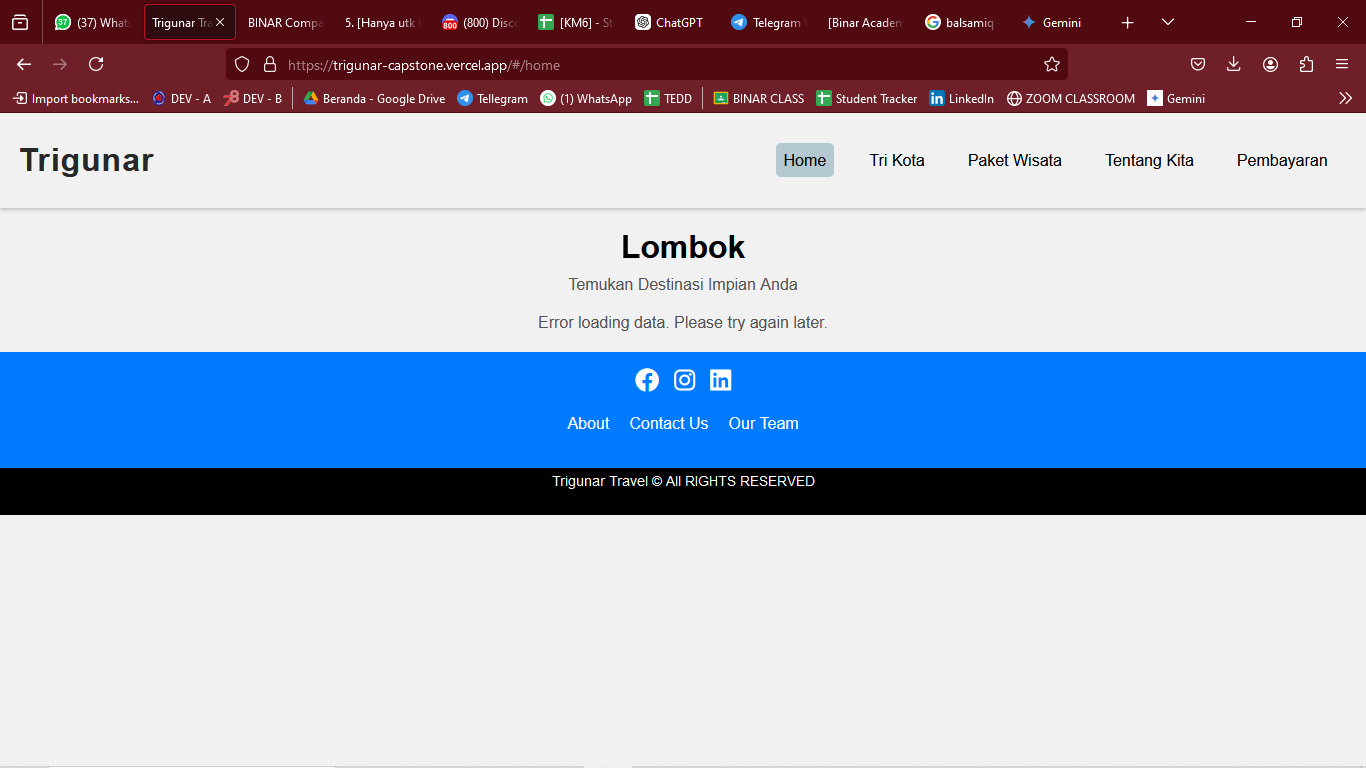 (37) Whats Trigunar Tra BINAR Compa 5. [Hanya utk (800) Disc [KM6] - S ChatGPT Telegram [Binar Academ balsamiq Gemini
https://trigunar-capstone.vercel.app/#/home
Import bookmarks... DEV - A DEV - B Beranda - Google Drive Tellegram (1) WhatsApp TEDD BINAR CLASS Student Tracker LinkedIn ZOOM CLASSROOM Gemini
Trigunar Home Tri Kota Paket Wisata Tentang Kita Pembayaran
Lombok
Temukan Destinasi Impian Anda
Error loading data. Please try again later.
About Contact Us Our Team
Trigunar Travel © All RIGHTS RESERVED